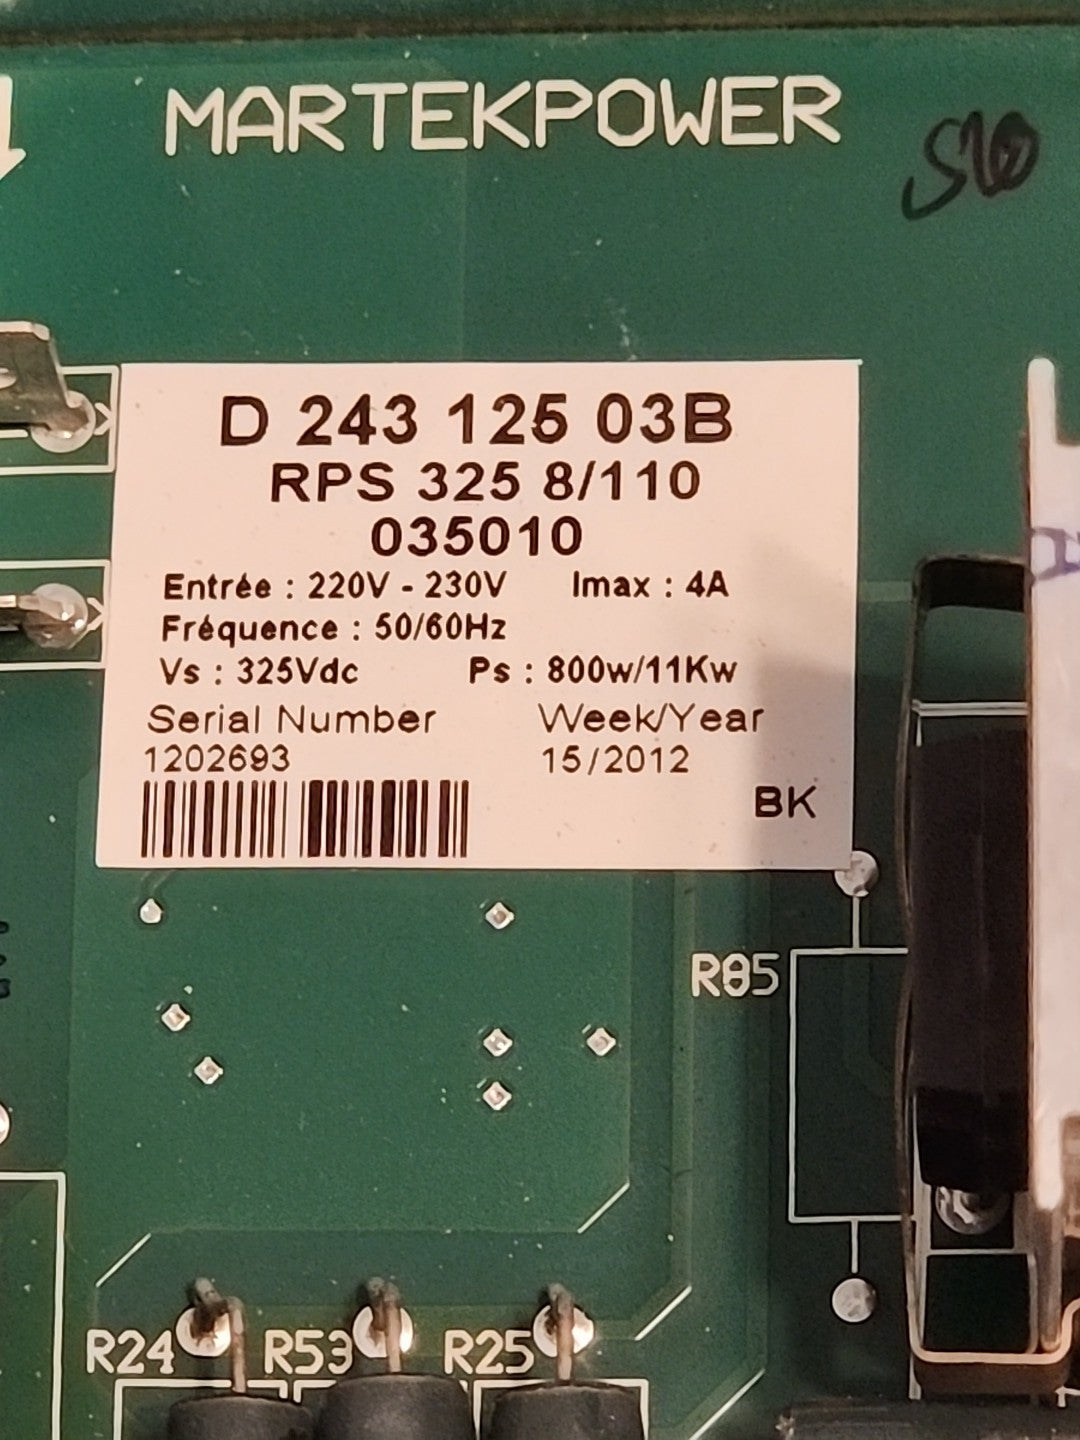 MARTEKPOWER
D 243 125 03B
RPS 325 8/110
035010
Entrée : 220V - 230V Imax : 4A
Fréquence : 50/60Hz
Vs : 325Vdc Ps : 800w/11Kw
Serial Number Week/Year
1202693 15/2012
BK
R85
R24 R53 R25